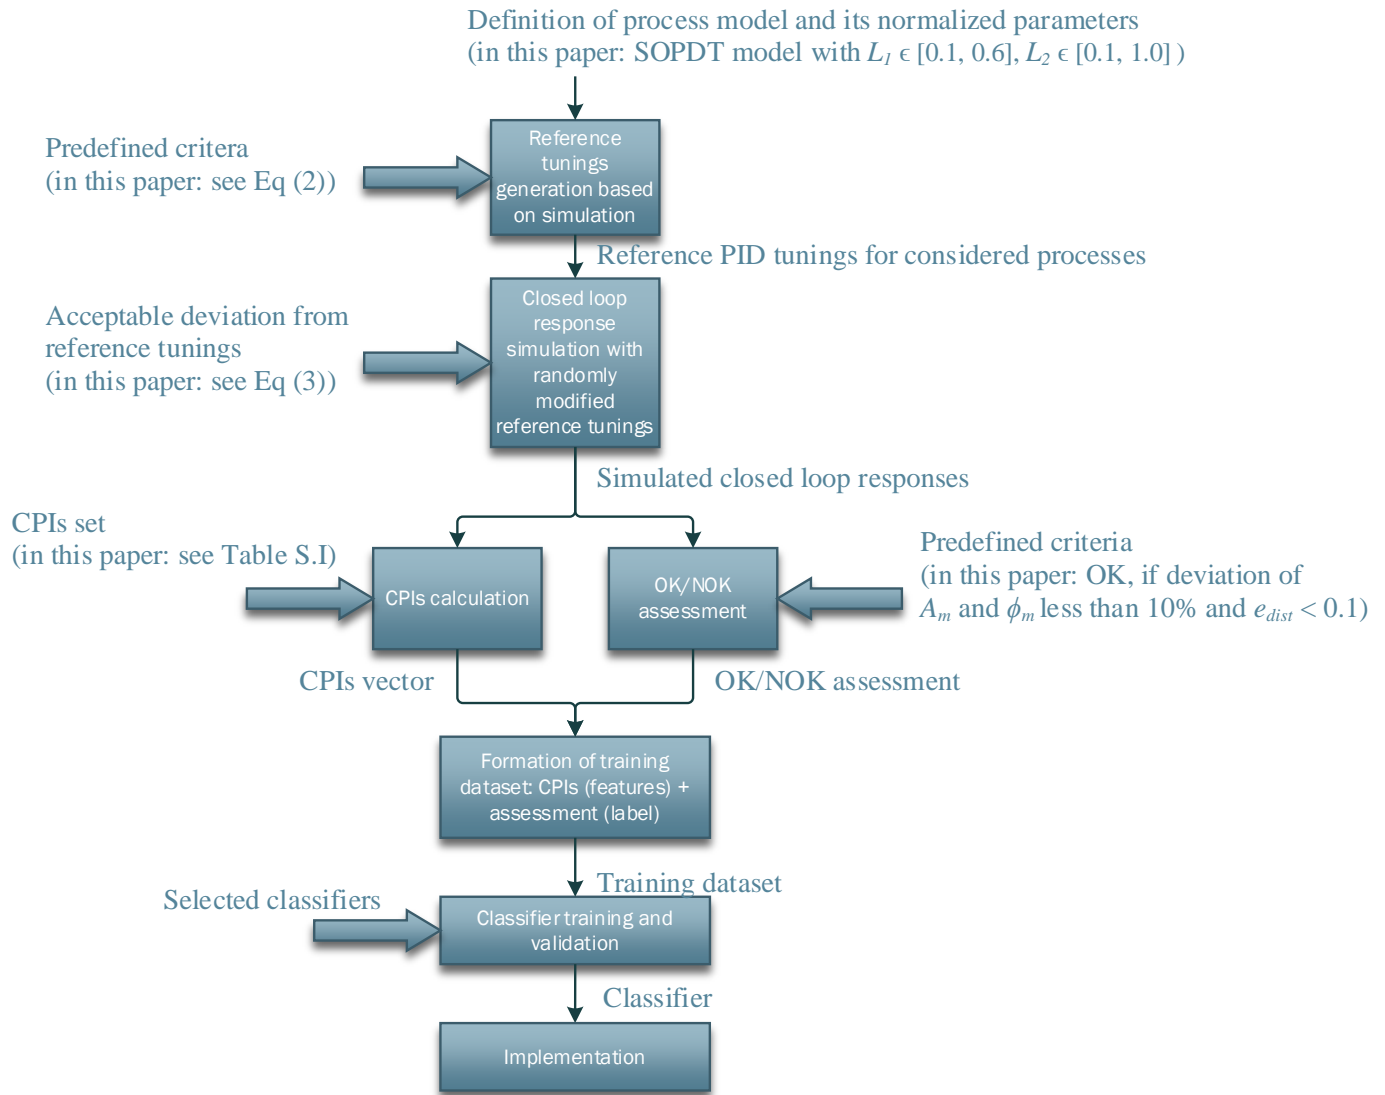 Definition of process model and its normalized parameters
(in this paper: SOPDT model with L₁ ϵ [0.1, 0.6], L₂ ϵ [0.1, 1.0] )
Predefined critera
(in this paper: see Eq (2))
Reference
tunings
generation based
on simulation
Reference PID tunings for considered processes
Acceptable deviation from
reference tunings
(in this paper: see Eq (3))
Closed loop
response
simulation with
randomly
modified
reference tunings
Simulated closed loop responses
CPIs set
(in this paper: see Table S.I)
CPIs calculation
OK/NOK
assessment
Predefined criteria
(in this paper: OK, if deviation of
Aₘ and ϕₘ less than 10% and e_dist < 0.1)
CPIs vector
OK/NOK assessment
Formation of training
dataset: CPIs (features) +
assessment (label)
Training dataset
Selected classifiers
Classifier training and
validation
Classifier
Implementation